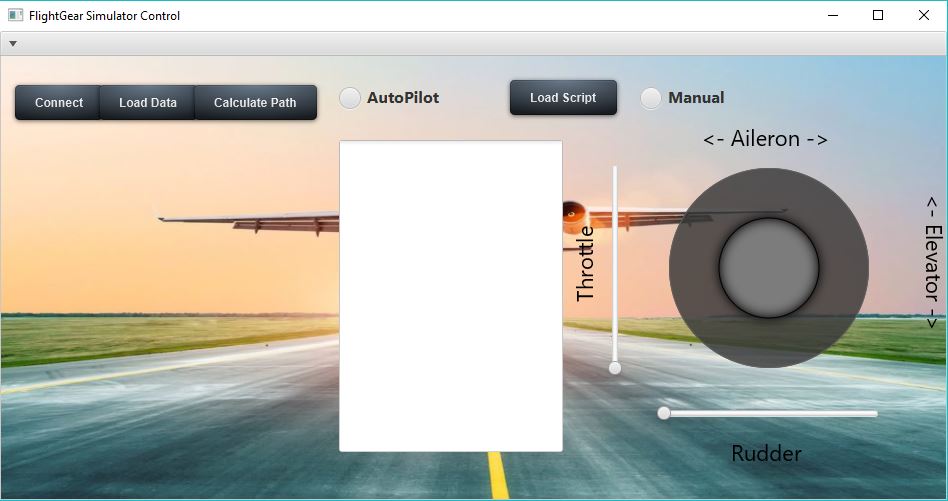 FlightGear Simulator Control
Connect
Load Data
Calculate Path
AutoPilot
Load Script
Manual
<- Aileron ->
Throttle
<- Elevator ->
Rudder